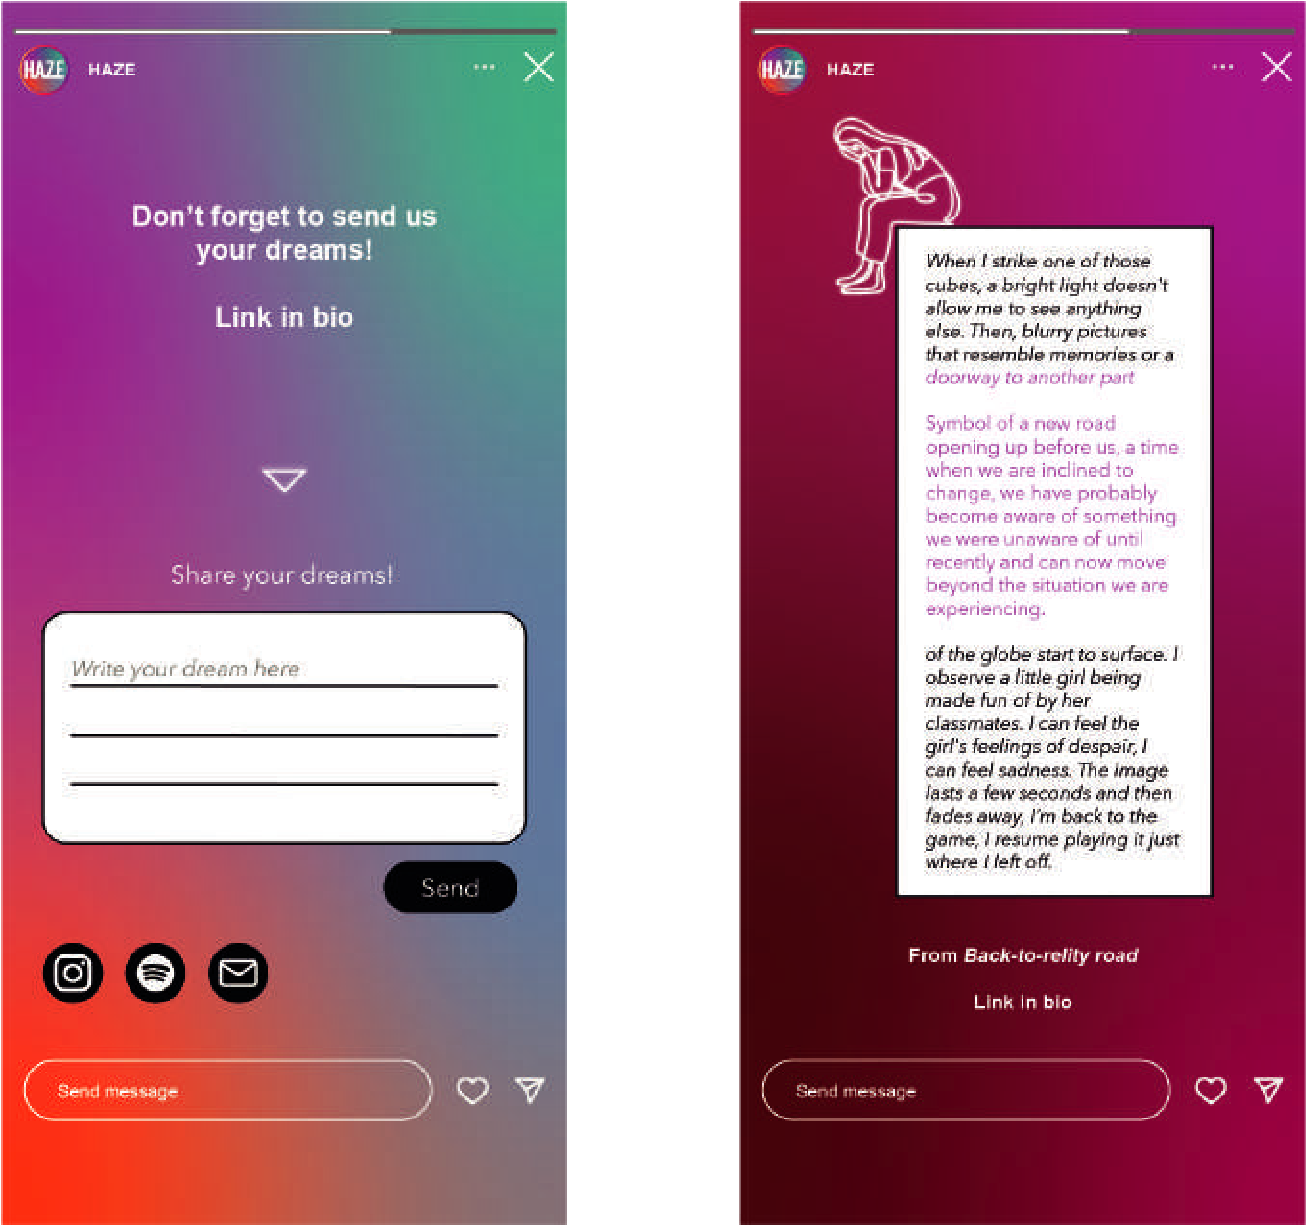 HAZE
HAZE
Don't forget to send us
your dreams!
Link in bio
Share your dreams!
Write your dream here
Send
Send message
HAZE
HAZE
When I strike one of those
cubes, a bright light doesn't
allow me to see anything
else. Then, blurry pictures
that resemble memories or a
doorway to another part
Symbol of a new road
opening up before us, a time
when we are inclined to
change, we have probably
become aware of something
we were unaware of until
recently and can now move
beyond the situation we are
experiencing.
of the globe start to surface. I
observe a little girl being
made fun of by her
classmates. I can feel the
girl's feelings of despair, I
can feel sadness. The image
lasts a few seconds and then
fades away, I'm back to the
game, I resume playing it just
where I left off.
From Back-to-relity road
Link in bio
Send message